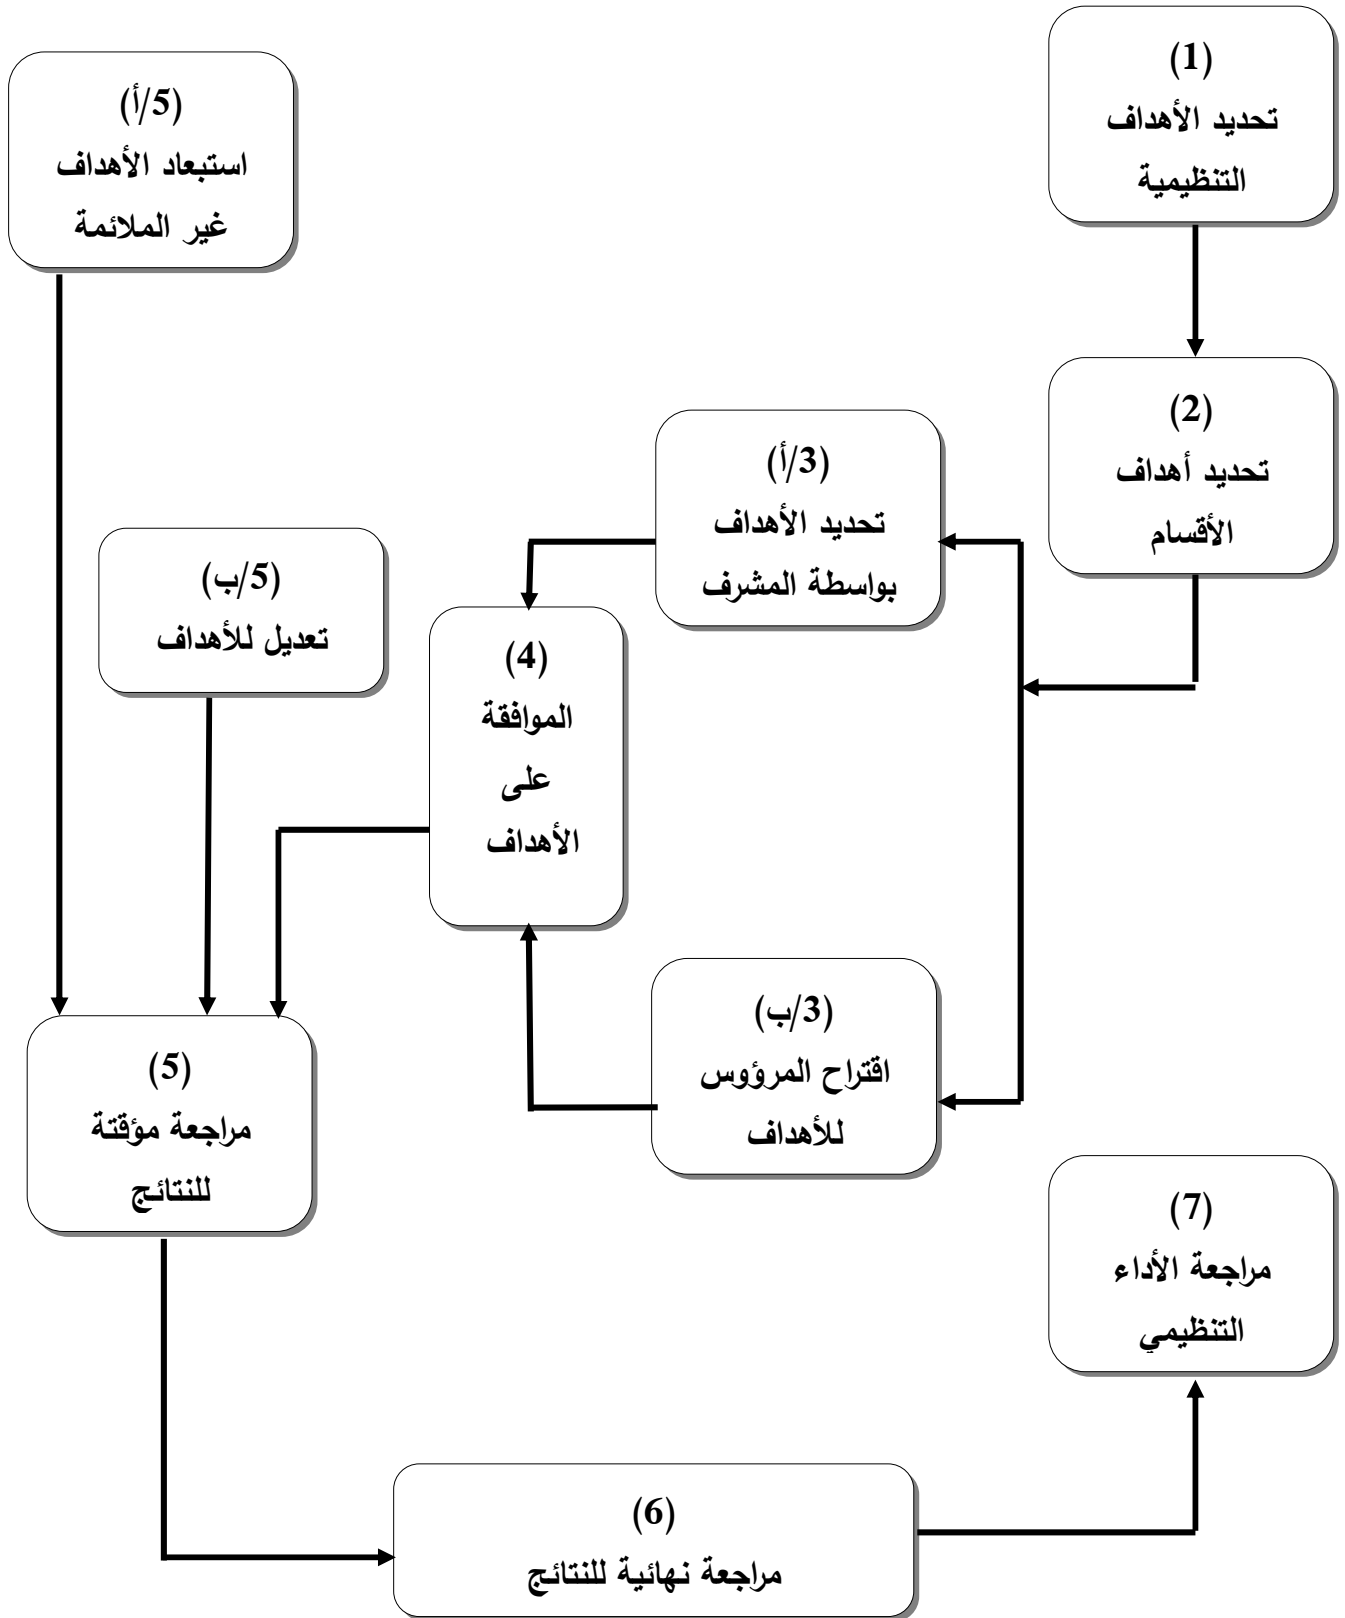 (1)
تحديد الأهداف
التنظيمية
(2)
تحديد أهداف
الأقسام
(3/أ)
تحديد الأهداف
بواسطة المشرف
(3/ب)
اقتراح المرؤوس
للأهداف
(4)
الموافقة
على
الأهداف
(5/أ)
استبعاد الأهداف
غير الملائمة
(5/ب)
تعديل للأهداف
(5)
مراجعة مؤقتة
للنتائج
(6)
مراجعة نهائية للنتائج
(7)
مراجعة الأداء
التنظيمي